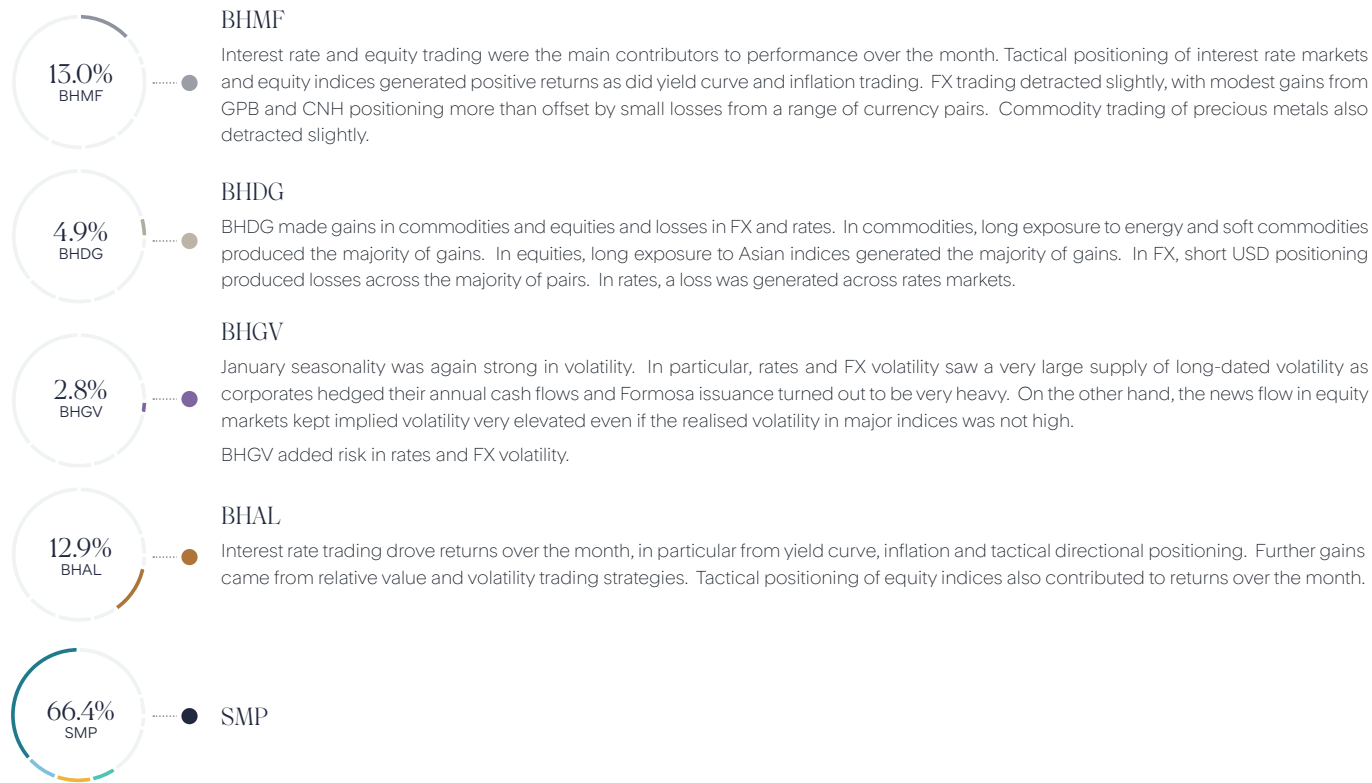 BHMF
13.0%
BHMF
Interest rate and equity trading were the main contributors to performance over the month. Tactical positioning of interest rate markets
and equity indices generated positive returns as did yield curve and inflation trading. FX trading detracted slightly, with modest gains from
GPB and CNH positioning more than offset by small losses from a range of currency pairs. Commodity trading of precious metals also
detracted slightly.
BHDG
4.9%
BHDG
BHDG made gains in commodities and equities and losses in FX and rates. In commodities, long exposure to energy and soft commodities
produced the majority of gains. In equities, long exposure to Asian indices generated the majority of gains. In FX, short USD positioning
produced losses across the majority of pairs. In rates, a loss was generated across rates markets.
BHGV
2.8%
BHGV
January seasonality was again strong in volatility. In particular, rates and FX volatility saw a very large supply of long-dated volatility as
corporates hedged their annual cash flows and Formosa issuance turned out to be very heavy. On the other hand, the news flow in equity
markets kept implied volatility very elevated even if the realised volatility in major indices was not high.
BHGV added risk in rates and FX volatility.
BHAL
12.9%
BHAL
Interest rate trading drove returns over the month, in particular from yield curve, inflation and tactical directional positioning. Further gains
came from relative value and volatility trading strategies. Tactical positioning of equity indices also contributed to returns over the month.
66.4%
SMP
SMP